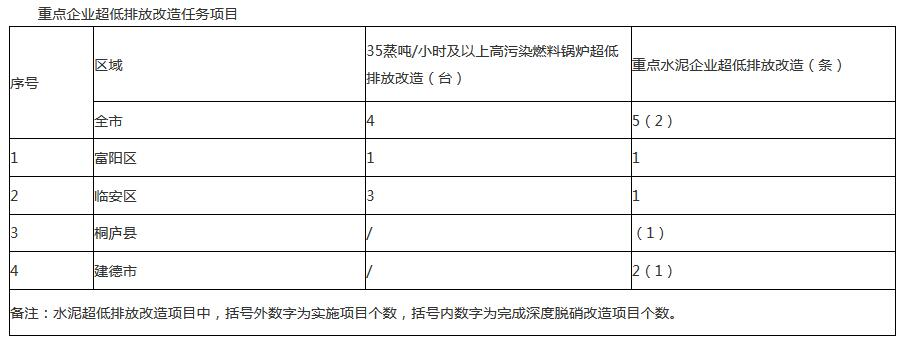 重点企业超低排放改造任务项目
序号 区域 35蒸吨/小时及以上高污染燃料锅炉超低
排放改造（台） 重点水泥企业超低排放改造（条）
全市 4 5（2）
1 富阳区 1 1
2 临安区 3 1
3 桐庐县 / （1）
4 建德市 / 2（1）
备注：水泥超低排放改造项目中，括号外数字为实施项目个数，括号内数字为完成深度脱硝改造项目个数。